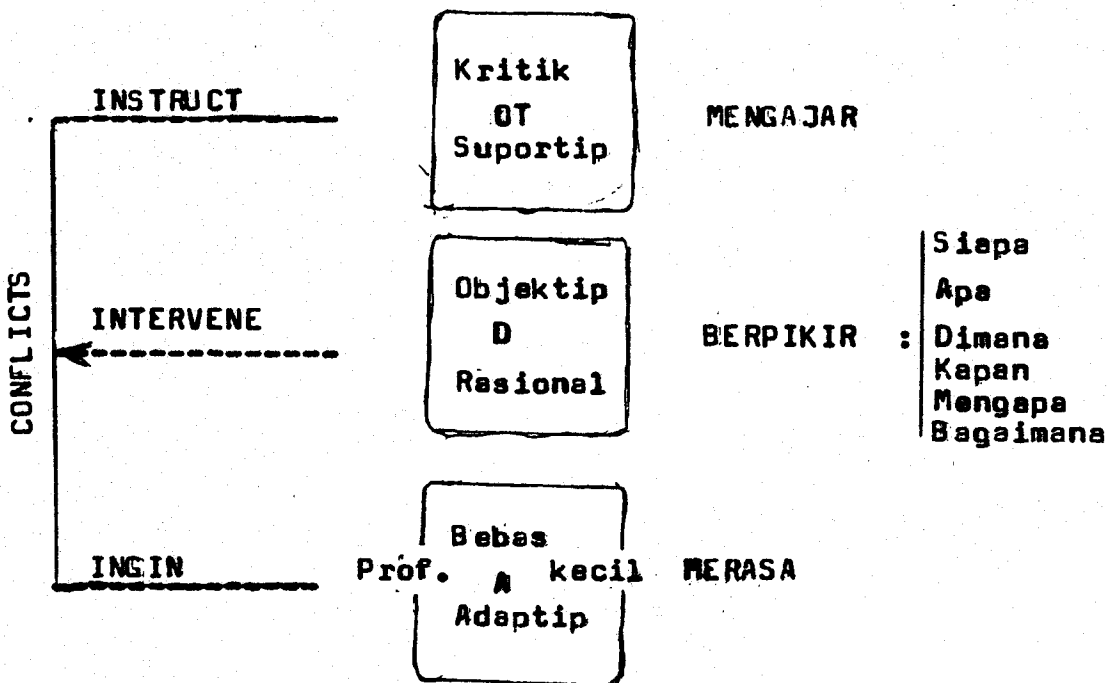 Kritik
INSTRUCT OT MENGAJAR
Suportip
CONFLICTS
Objektip
INTERVENE D BERPIKIR :
Rasional
Siapa
Apa
Dimana
Kapan
Mengapa
Bagaimana
Bebas
INGIN Prof. A kecil MERASA
Adaptip